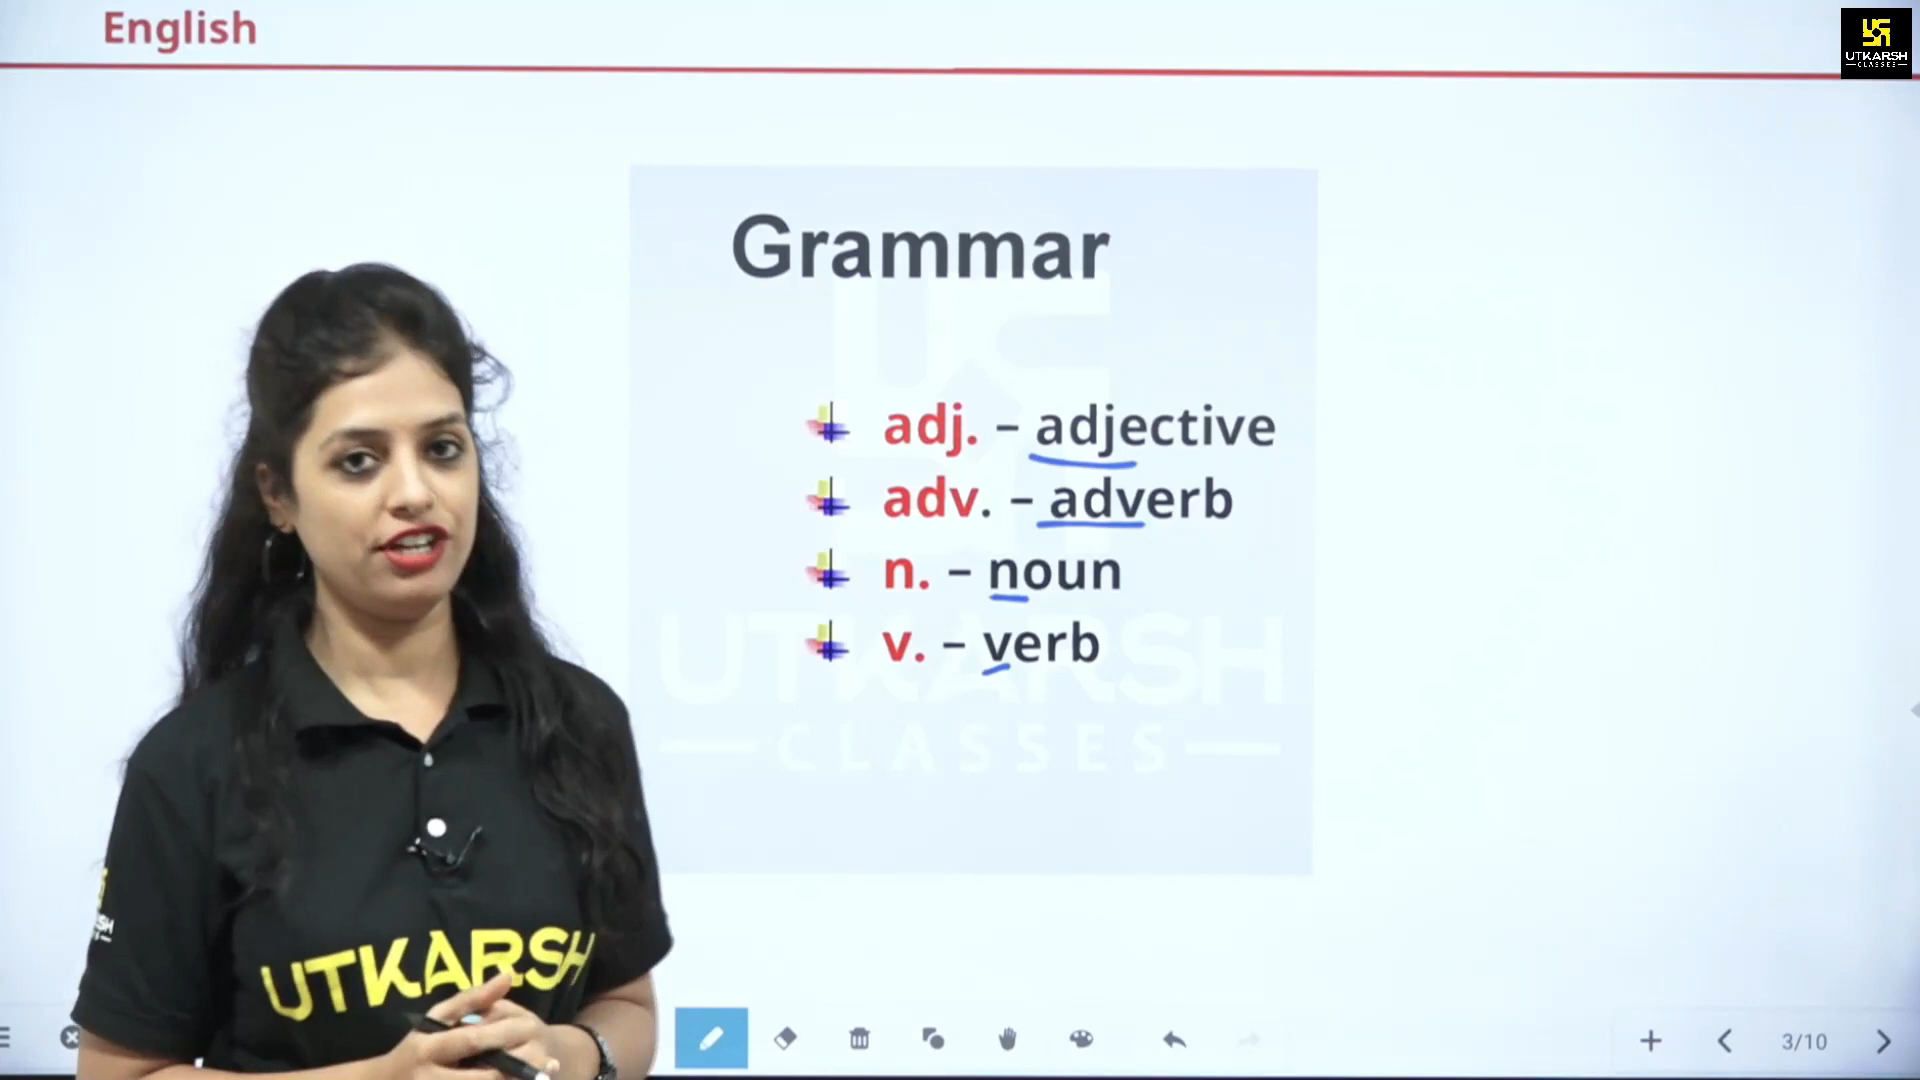 English
UTKARSH
CLASSES
Grammar
adj. – adjective
adv. – adverb
n. – noun
v. – verb
UTKARSH
CLASSES
UTKARSH
3/10